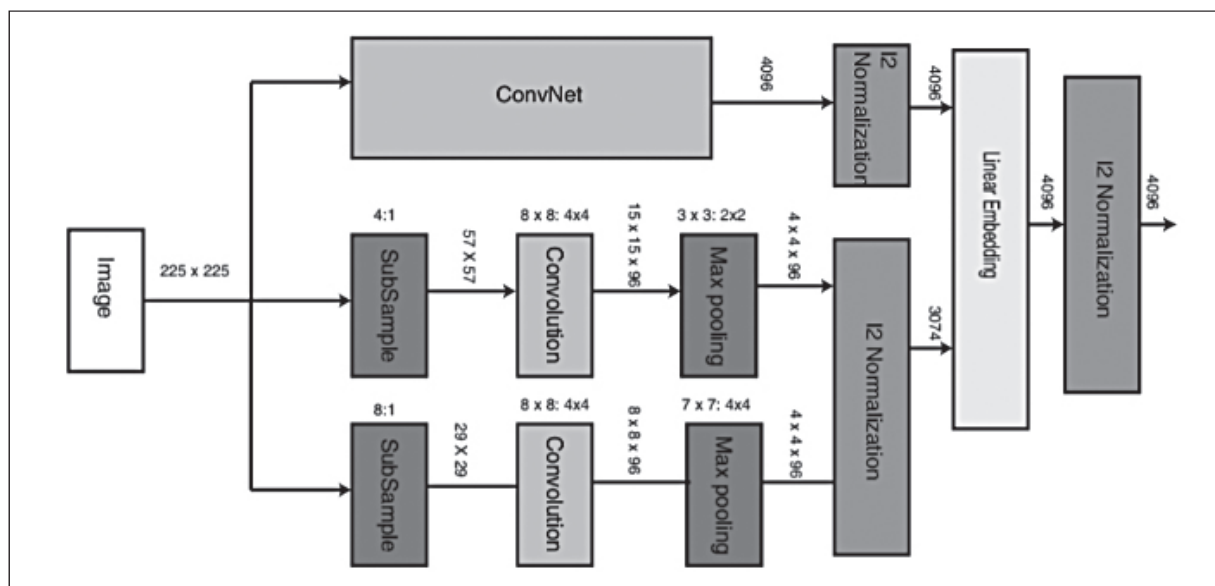 Image
225 x 225
ConvNet
4096
l2
Normalization
4096
4:1
SubSample
57 X 57
8 x 8: 4x4
Convolution
15 x 15 x 96
3 x 3: 2x2
Max pooling
4 x 4 x 96
8:1
SubSample
29 X 29
8 x 8: 4x4
Convolution
8 x 8 x 96
7 x 7: 4x4
Max pooling
4 x 4 x 96
l2 Normalization
3074
Linear Embedding
4096
l2 Normalization
4096